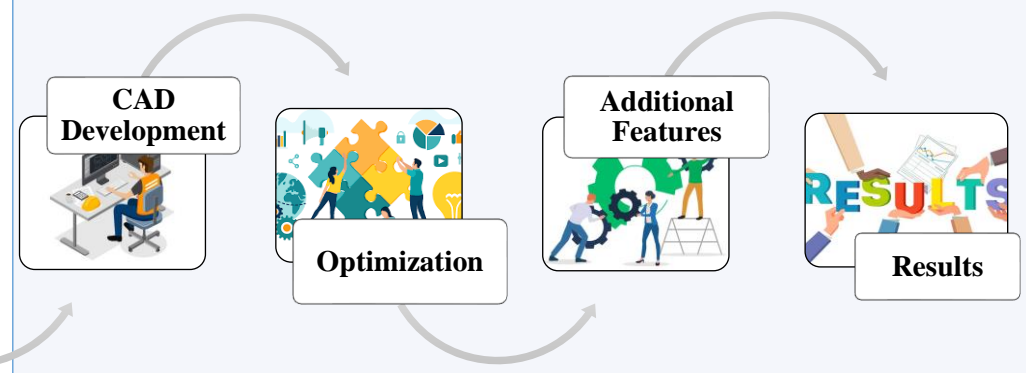 CAD
Development
Optimization
Additional
Features
RESULTS
Results